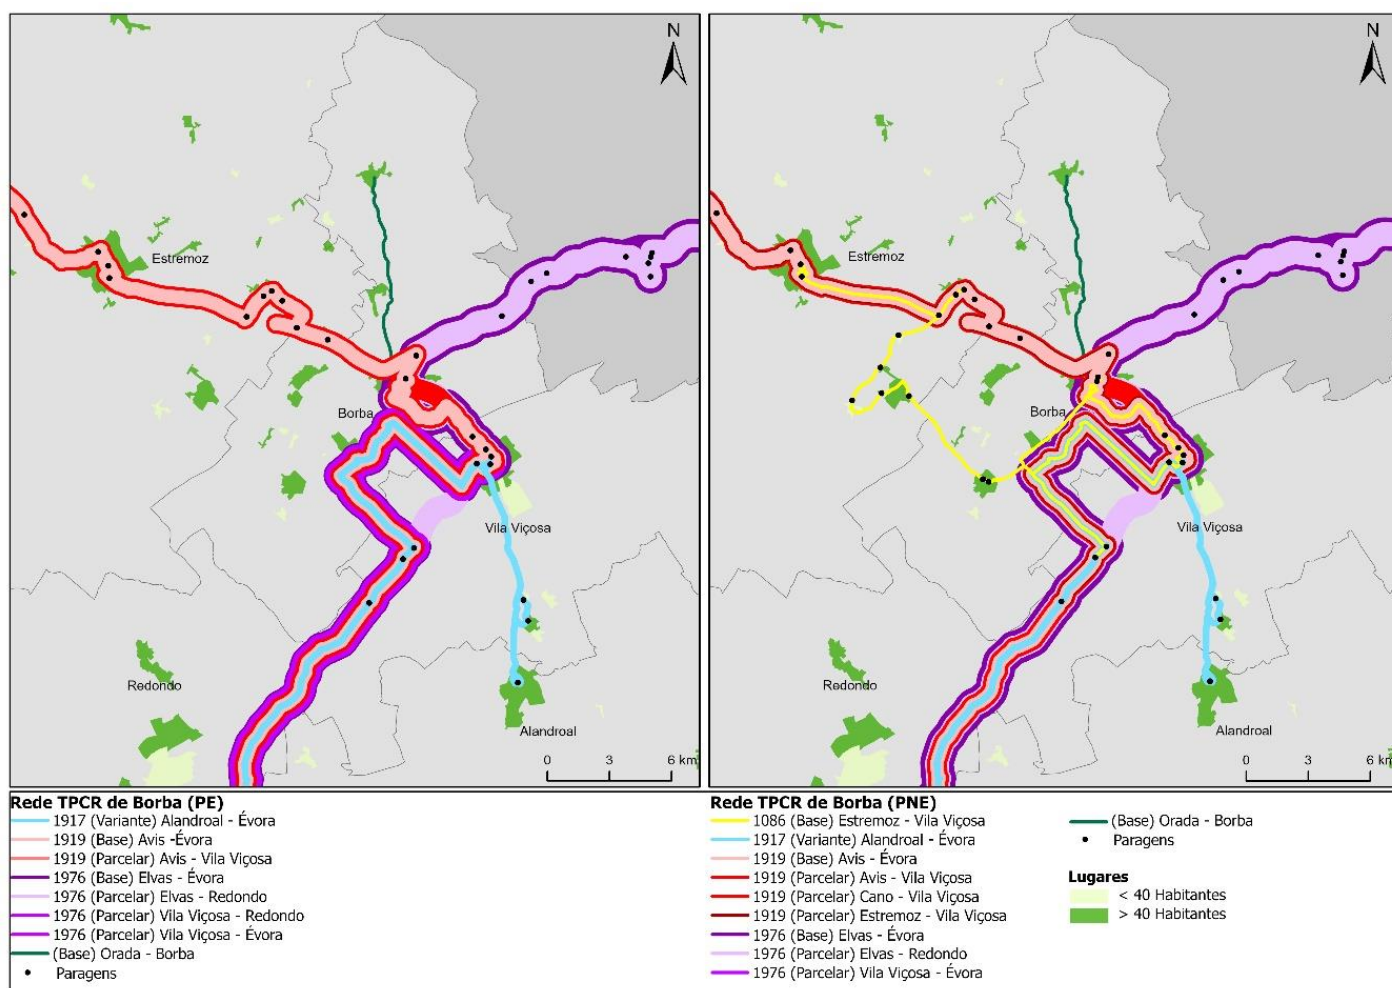 N
Estremoz
Borba
Vila Viçosa
Redondo
Alandroal
0 3 6 km
N
Estremoz
Borba
Vila Viçosa
Redondo
Alandroal
0 3 6 km
Rede TPCR de Borba (PE)
1917 (Variante) Alandroal - Évora
1919 (Base) Avis -Évora
1919 (Parcelar) Avis - Vila Viçosa
1976 (Base) Elvas - Évora
1976 (Parcelar) Elvas - Redondo
1976 (Parcelar) Vila Viçosa - Redondo
1976 (Parcelar) Vila Viçosa - Évora
(Base) Orada - Borba
Paragens
Rede TPCR de Borba (PNE)
1086 (Base) Estremoz - Vila Viçosa
1917 (Variante) Alandroal - Évora
1919 (Base) Avis - Évora
1919 (Parcelar) Avis - Vila Viçosa
1919 (Parcelar) Cano - Vila Viçosa
1919 (Parcelar) Estremoz - Vila Viçosa
1976 (Base) Elvas - Évora
1976 (Parcelar) Elvas - Redondo
1976 (Parcelar) Vila Viçosa - Évora
(Base) Orada - Borba
Paragens
Lugares
< 40 Habitantes
> 40 Habitantes